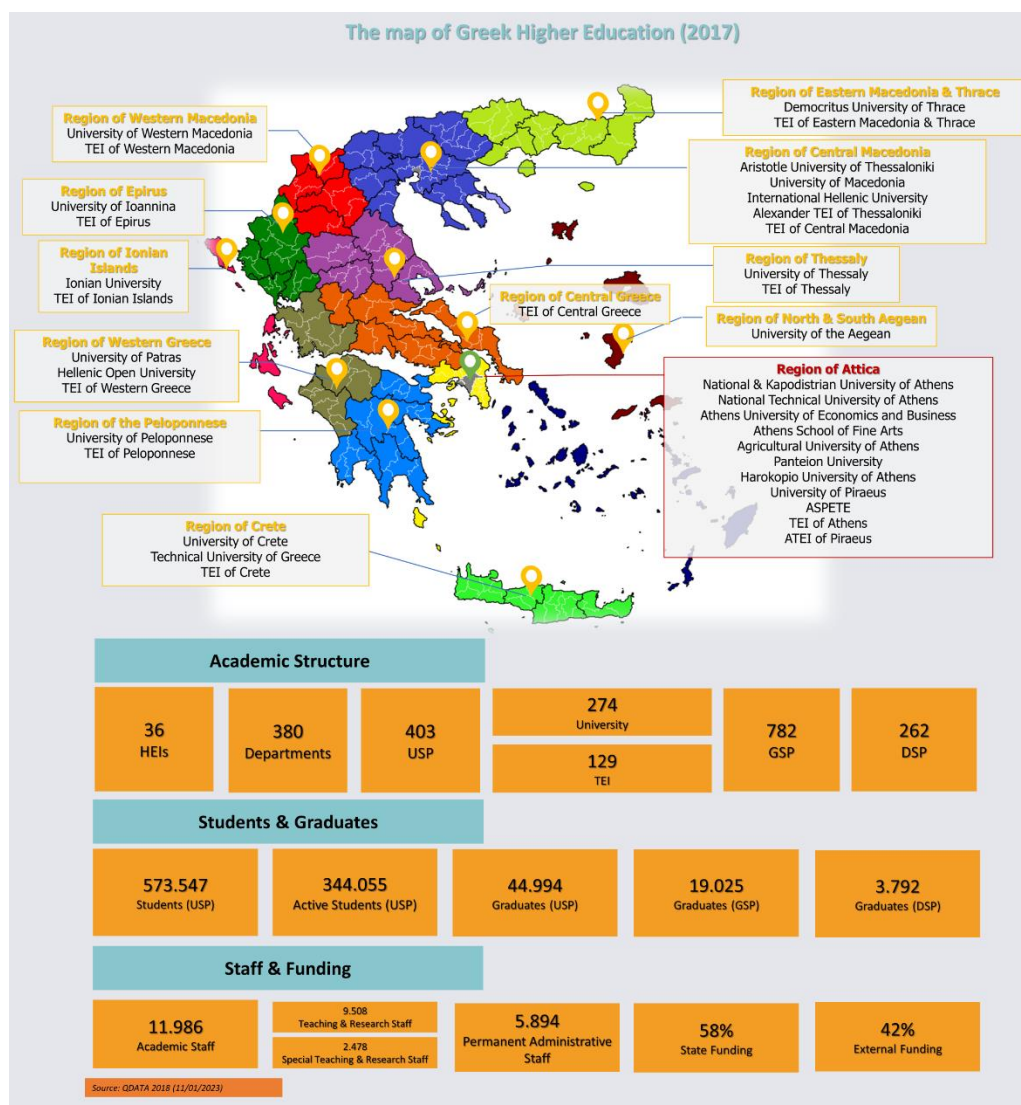 The map of Greek Higher Education (2017)
Region of Eastern Macedonia & Thrace
Democritus University of Thrace
TEI of Eastern Macedonia & Thrace
Region of Western Macedonia
University of Western Macedonia
TEI of Western Macedonia
Region of Central Macedonia
Aristotle University of Thessaloniki
University of Macedonia
International Hellenic University
Alexander TEI of Thessaloniki
TEI of Central Macedonia
Region of Epirus
University of Ioannina
TEI of Epirus
Region of Ionian
Islands
Ionian University
TEI of Ionian Islands
Region of Thessaly
University of Thessaly
TEI of Thessaly
Region of Central Greece
TEI of Central Greece
Region of North & South Aegean
University of the Aegean
Region of Western Greece
University of Patras
Hellenic Open University
TEI of Western Greece
Region of Attica
National & Kapodistrian University of Athens
National Technical University of Athens
Athens University of Economics and Business
Athens School of Fine Arts
Agricultural University of Athens
Panteion University
Harokopio University of Athens
University of Piraeus
ASPETE
TEI of Athens
ATEI of Piraeus
Region of the Peloponnese
University of Peloponnese
TEI of Peloponnese
Region of Crete
University of Crete
Technical University of Greece
TEI of Crete
Academic Structure
36
HEIs
380
Departments
403
USP
274
University
129
TEI
782
GSP
262
DSP
Students & Graduates
573.547
Students (USP)
344.055
Active Students (USP)
44.994
Graduates (USP)
19.025
Graduates (GSP)
3.792
Graduates (DSP)
Staff & Funding
11.986
Academic Staff
9.508
Teaching & Research Staff
2.478
Special Teaching & Research Staff
5.894
Permanent Administrative
Staff
58%
State Funding
42%
External Funding
Source: QDATA 2018 (11/01/2023)